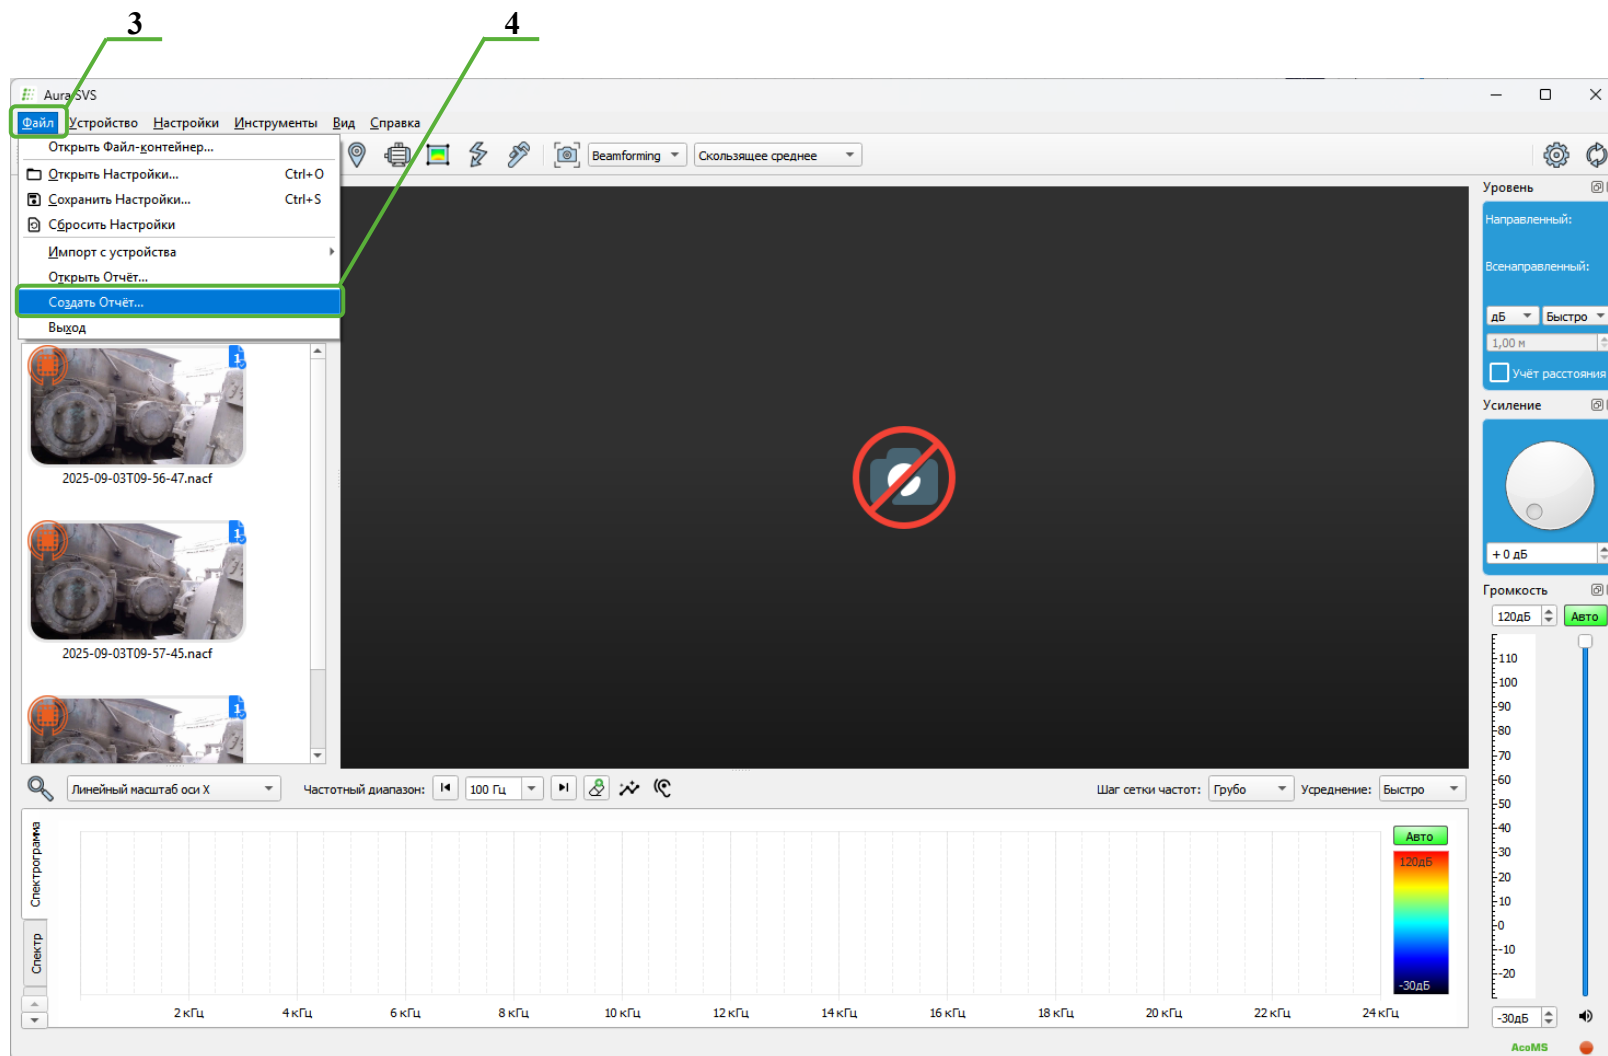 3
4
Aura SVS
Файл Устройство Настройки Инструменты Вид Справка
Открыть Файл-контейнер...
Открыть Настройки... Ctrl+O
Сохранить Настройки... Ctrl+S
Сбросить Настройки
Импорт с устройства
Открыть Отчёт...
Создать Отчёт...
Выход
Beamforming
Скользящее среднее
1
2025-09-03T09-56-47.nacf
1
2025-09-03T09-57-45.nacf
1
Уровень
Направленный:
Всенаправленный:
дБ Быстро
1,00 м
Учёт расстояния
Усиление
+ 0 дБ
Громкость
120дБ Авто
110
100
90
80
70
60
50
40
30
20
10
0
-10
-20
-30дБ
AcoMS
Линейный масштаб оси X Частотный диапазон: 100 Гц Шаг сетки частот: Грубо Усреднение: Быстро
Спектрограмма
Спектр
Авто
120дБ
-30дБ
2 кГц 4 кГц 6 кГц 8 кГц 10 кГц 12 кГц 14 кГц 16 кГц 18 кГц 20 кГц 22 кГц 24 кГц